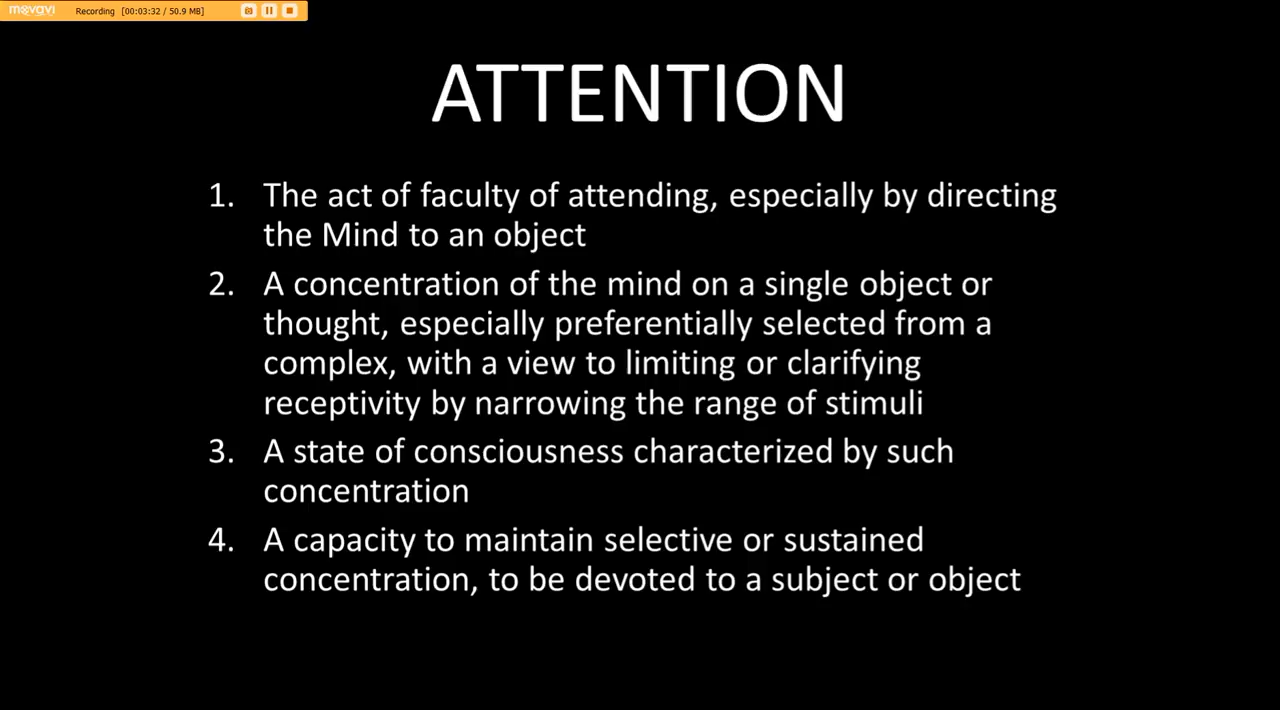 movavi Recording [00:03:32 / 50.9 MB]
ATTENTION
1. The act of faculty of attending, especially by directing
the Mind to an object
2. A concentration of the mind on a single object or
thought, especially preferentially selected from a
complex, with a view to limiting or clarifying
receptivity by narrowing the range of stimuli
3. A state of consciousness characterized by such
concentration
4. A capacity to maintain selective or sustained
concentration, to be devoted to a subject or object